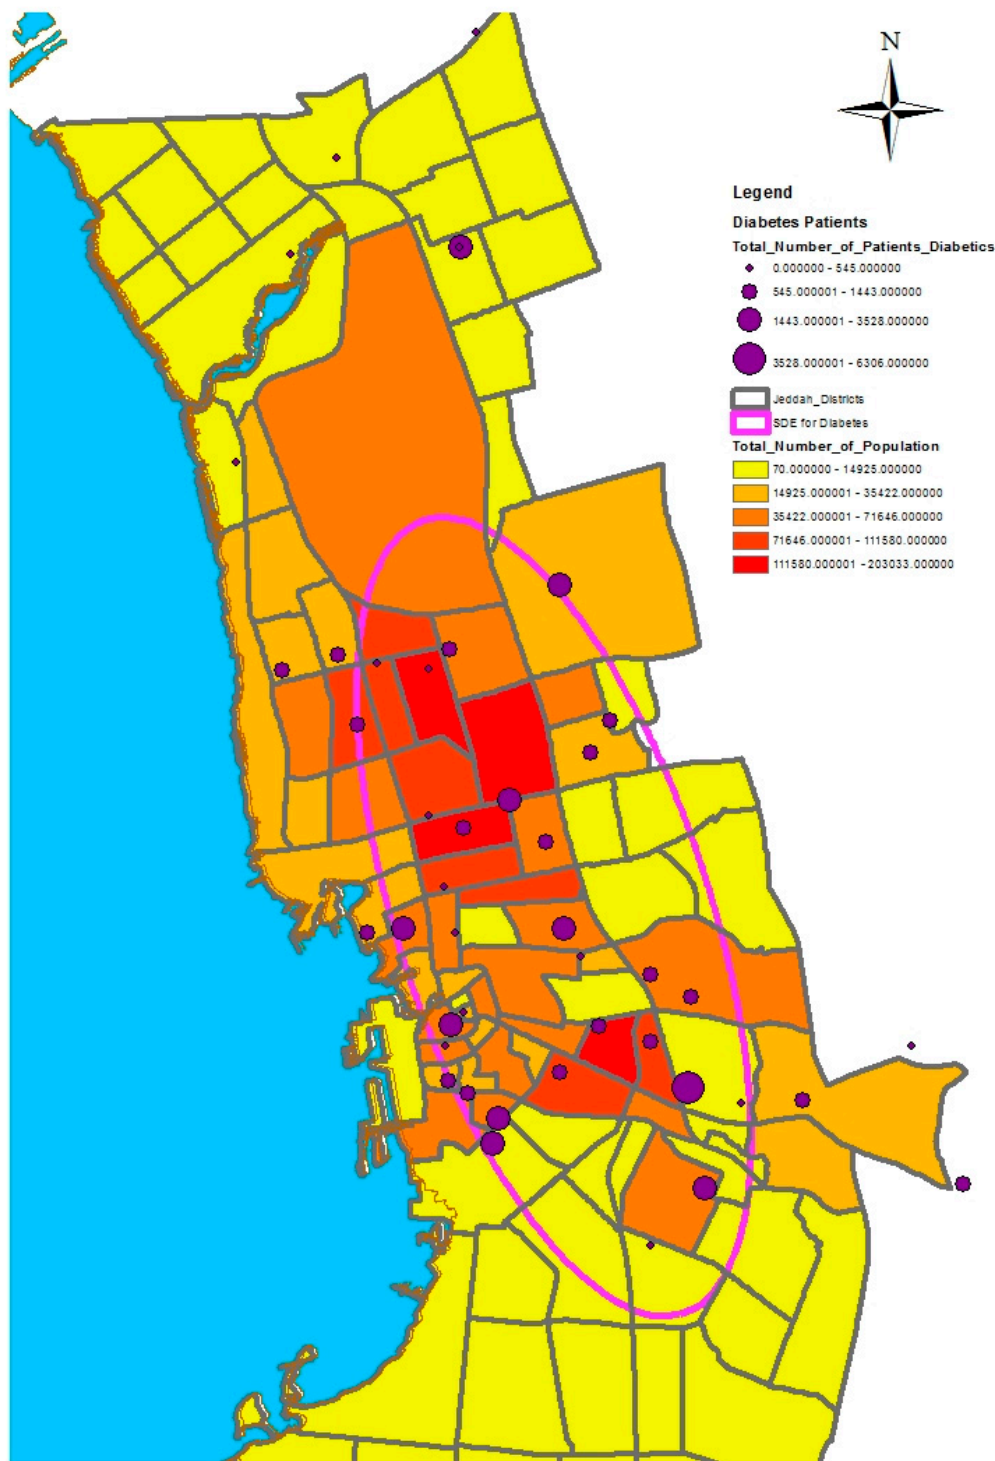 N
Legend
Diabetes Patients
Total_Number_of_Patients_Diabetics
0.000000 - 545.000000
545.000001 - 1443.000000
1443.000001 - 3528.000000
3528.000001 - 6306.000000
Jeddah_Districts
SDE for Diabetes
Total_Number_of_Population
70.000000 - 14925.000000
14925.000001 - 35422.000000
35422.000001 - 71646.000000
71646.000001 - 111580.000000
111580.000001 - 203033.000000